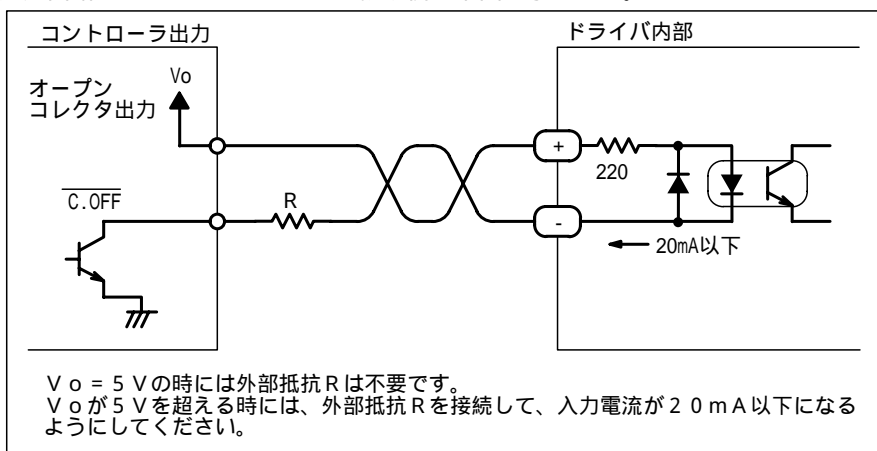 コントローラ出力
ドライバ内部
オープン
コレクタ出力
Vo
+
220
C.OFF
R
-
20mA以下
Vo=5Vの時には外部抵抗Rは不要です。
Voが5Vを超える時には、外部抵抗Rを接続して、入力電流が20mA以下になる
ようにしてください。